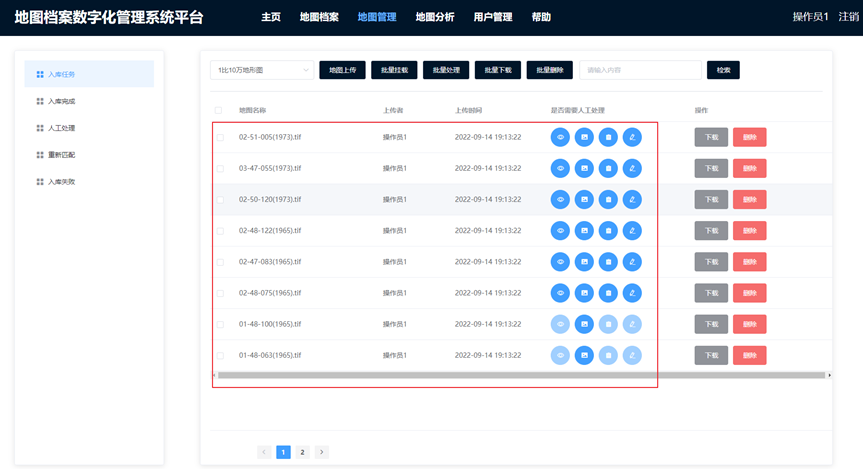 地图档案数字化管理系统平台 主页 地图档案 地图管理 地图分析 用户管理 帮助 操作员1 注销
入库任务
入库完成
人工处理
重新匹配
入库失败
1比10万地形图 地图上传 批量挂载 批量处理 批量下载 批量删除 请输入内容 检索
地图名称 上传者 上传时间 是否需要人工处理 操作
02-51-005(1973).tif 操作员1 2022-09-14 19:13:22 下载 删除
03-47-055(1973).tif 操作员1 2022-09-14 19:13:22 下载 删除
02-50-120(1973).tif 操作员1 2022-09-14 19:13:22 下载 删除
02-48-122(1965).tif 操作员1 2022-09-14 19:13:22 下载 删除
02-47-083(1965).tif 操作员1 2022-09-14 19:13:22 下载 删除
02-48-075(1965).tif 操作员1 2022-09-14 19:13:22 下载 删除
01-48-100(1965).tif 操作员1 2022-09-14 19:13:22 下载 删除
01-48-063(1965).tif 操作员1 2022-09-14 19:13:22 下载 删除
1 2